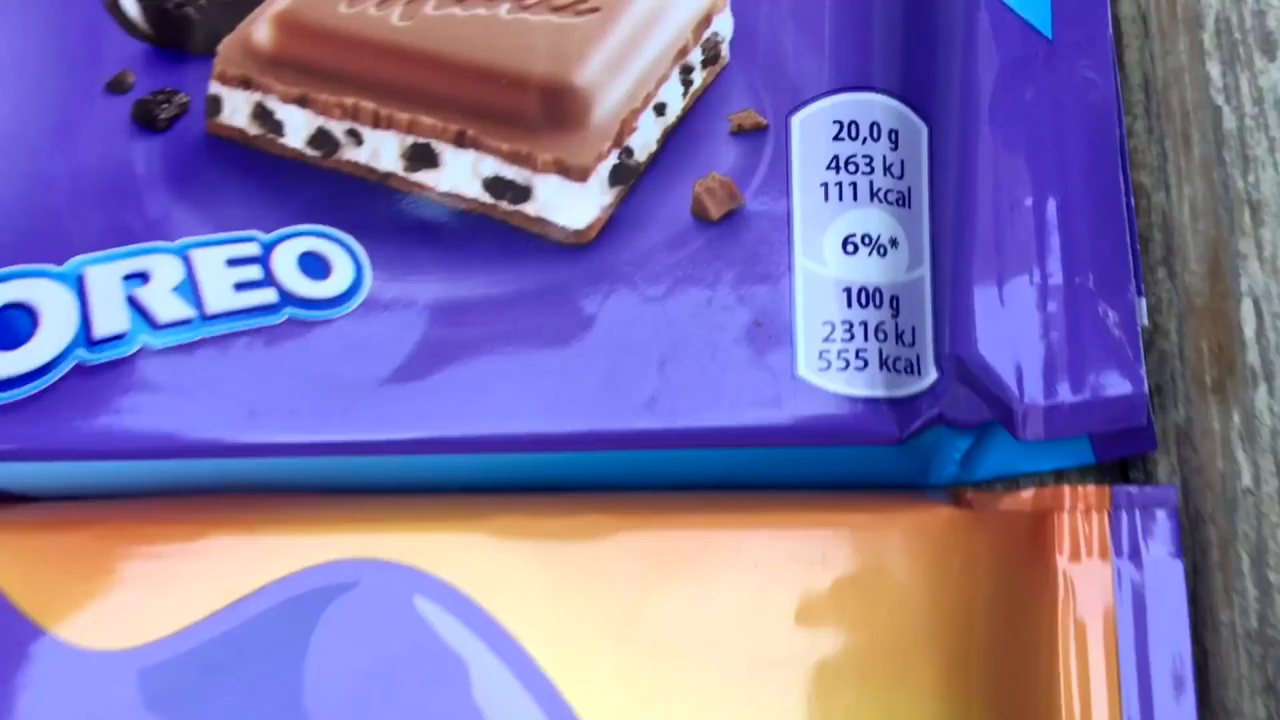 OREO
20,0 g
463 kJ
111 kcal
6%*
100 g
2316 kJ
555 kcal